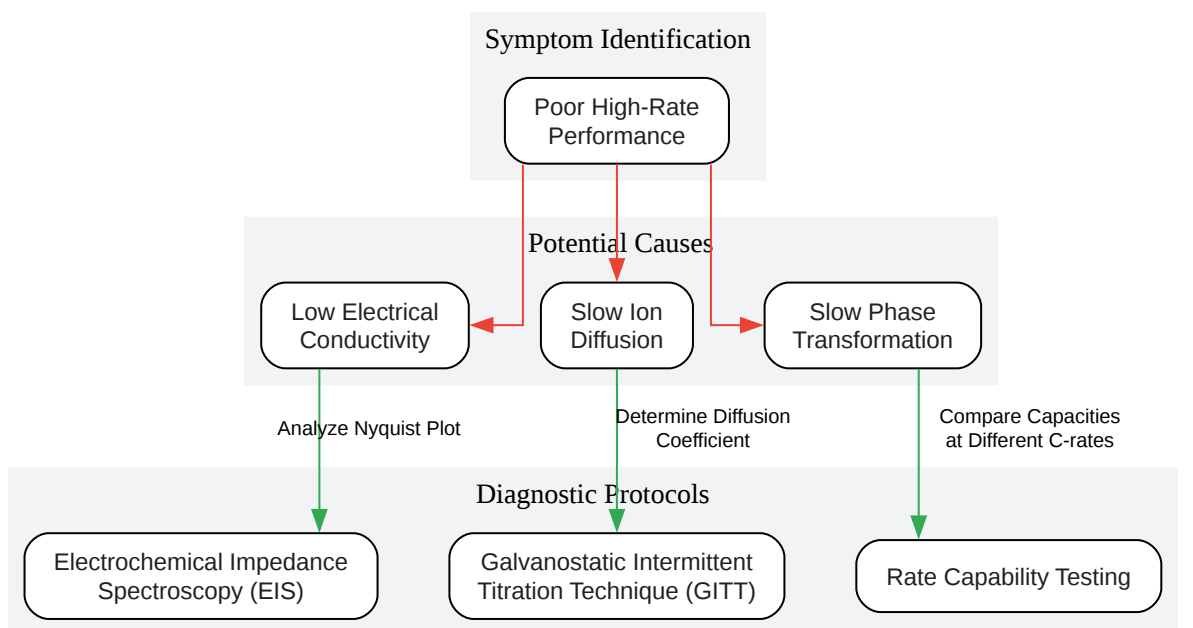 Symptom Identification
Poor High-Rate
Performance
Potential Causes
Low Electrical
Conductivity
Slow Ion
Diffusion
Slow Phase
Transformation
Analyze Nyquist Plot
Determine Diffusion
Coefficient
Compare Capacities
at Different C-rates
Diagnostic Protocols
Electrochemical Impedance
Spectroscopy (EIS)
Galvanostatic Intermittent
Titration Technique (GITT)
Rate Capability Testing